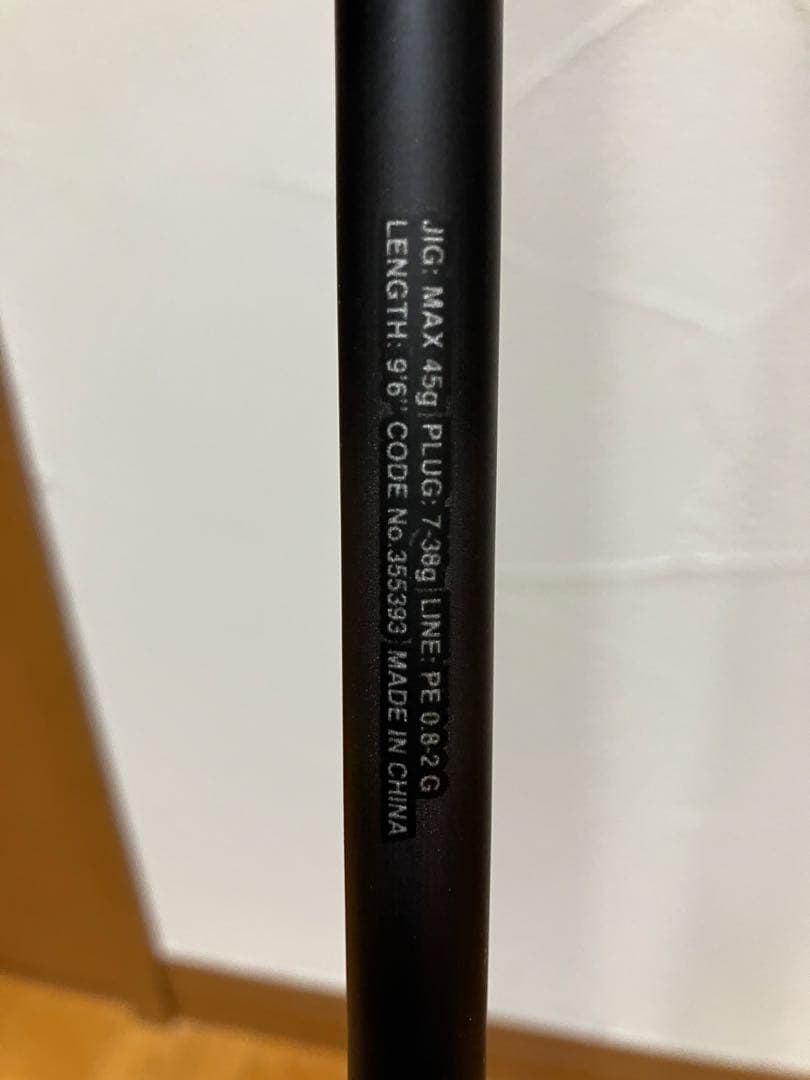 JIG: MAX 45g | PLUG: 7-38g | LINE: PE 0.8-2 G
LENGTH: 9'6" CODE No.355393 | MADE IN CHINA